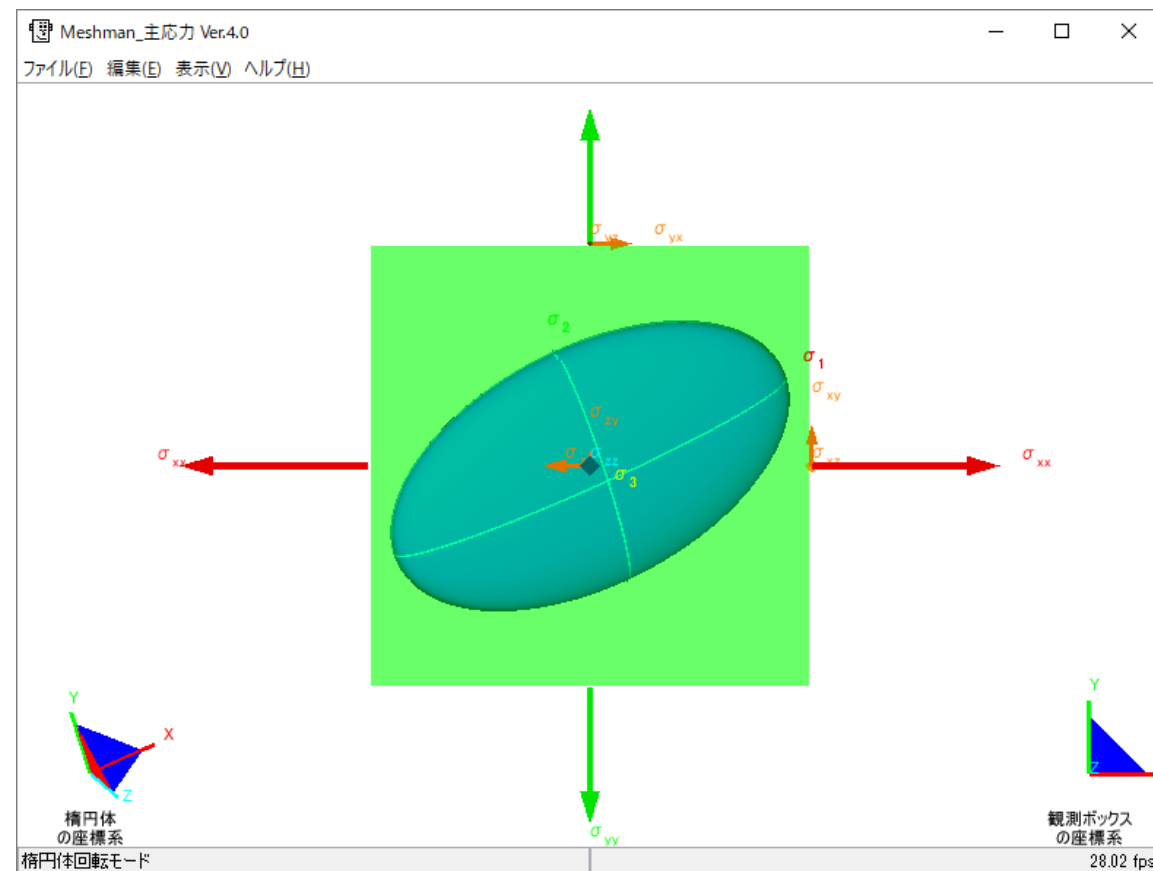 Meshman_主応力 Ver.4.0
ファイル(F) 編集(E) 表示(V) ヘルプ(H)
σyz σyx
σ2
σ1
σxy
σzy
σxx σzz σxz σxx
σ3
Y Y
X
Z Z
楕円体
の座標系
観測ボックス
の座標系
σyy
楕円体回転モード 28.02 fps